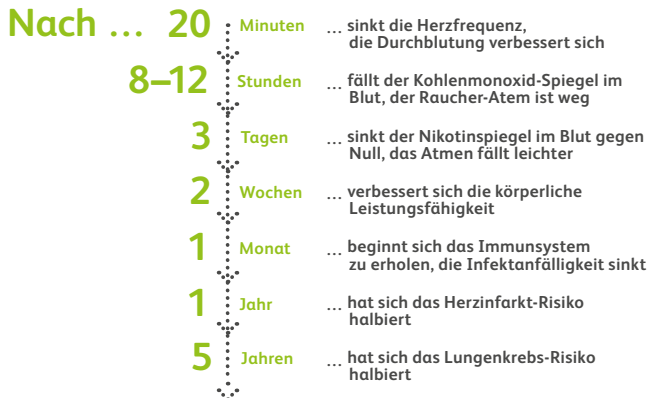 Nach … 20 Minuten … sinkt die Herzfrequenz,
die Durchblutung verbessert sich
8–12 Stunden … fällt der Kohlenmonoxid-Spiegel im
Blut, der Raucher-Atem ist weg
3 Tagen … sinkt der Nikotinspiegel im Blut gegen
Null, das Atmen fällt leichter
2 Wochen … verbessert sich die körperliche
Leistungsfähigkeit
1 Monat … beginnt sich das Immunsystem
zu erholen, die Infektanfälligkeit sinkt
1 Jahr … hat sich das Herzinfarkt-Risiko
halbiert
5 Jahren … hat sich das Lungenkrebs-Risiko
halbiert